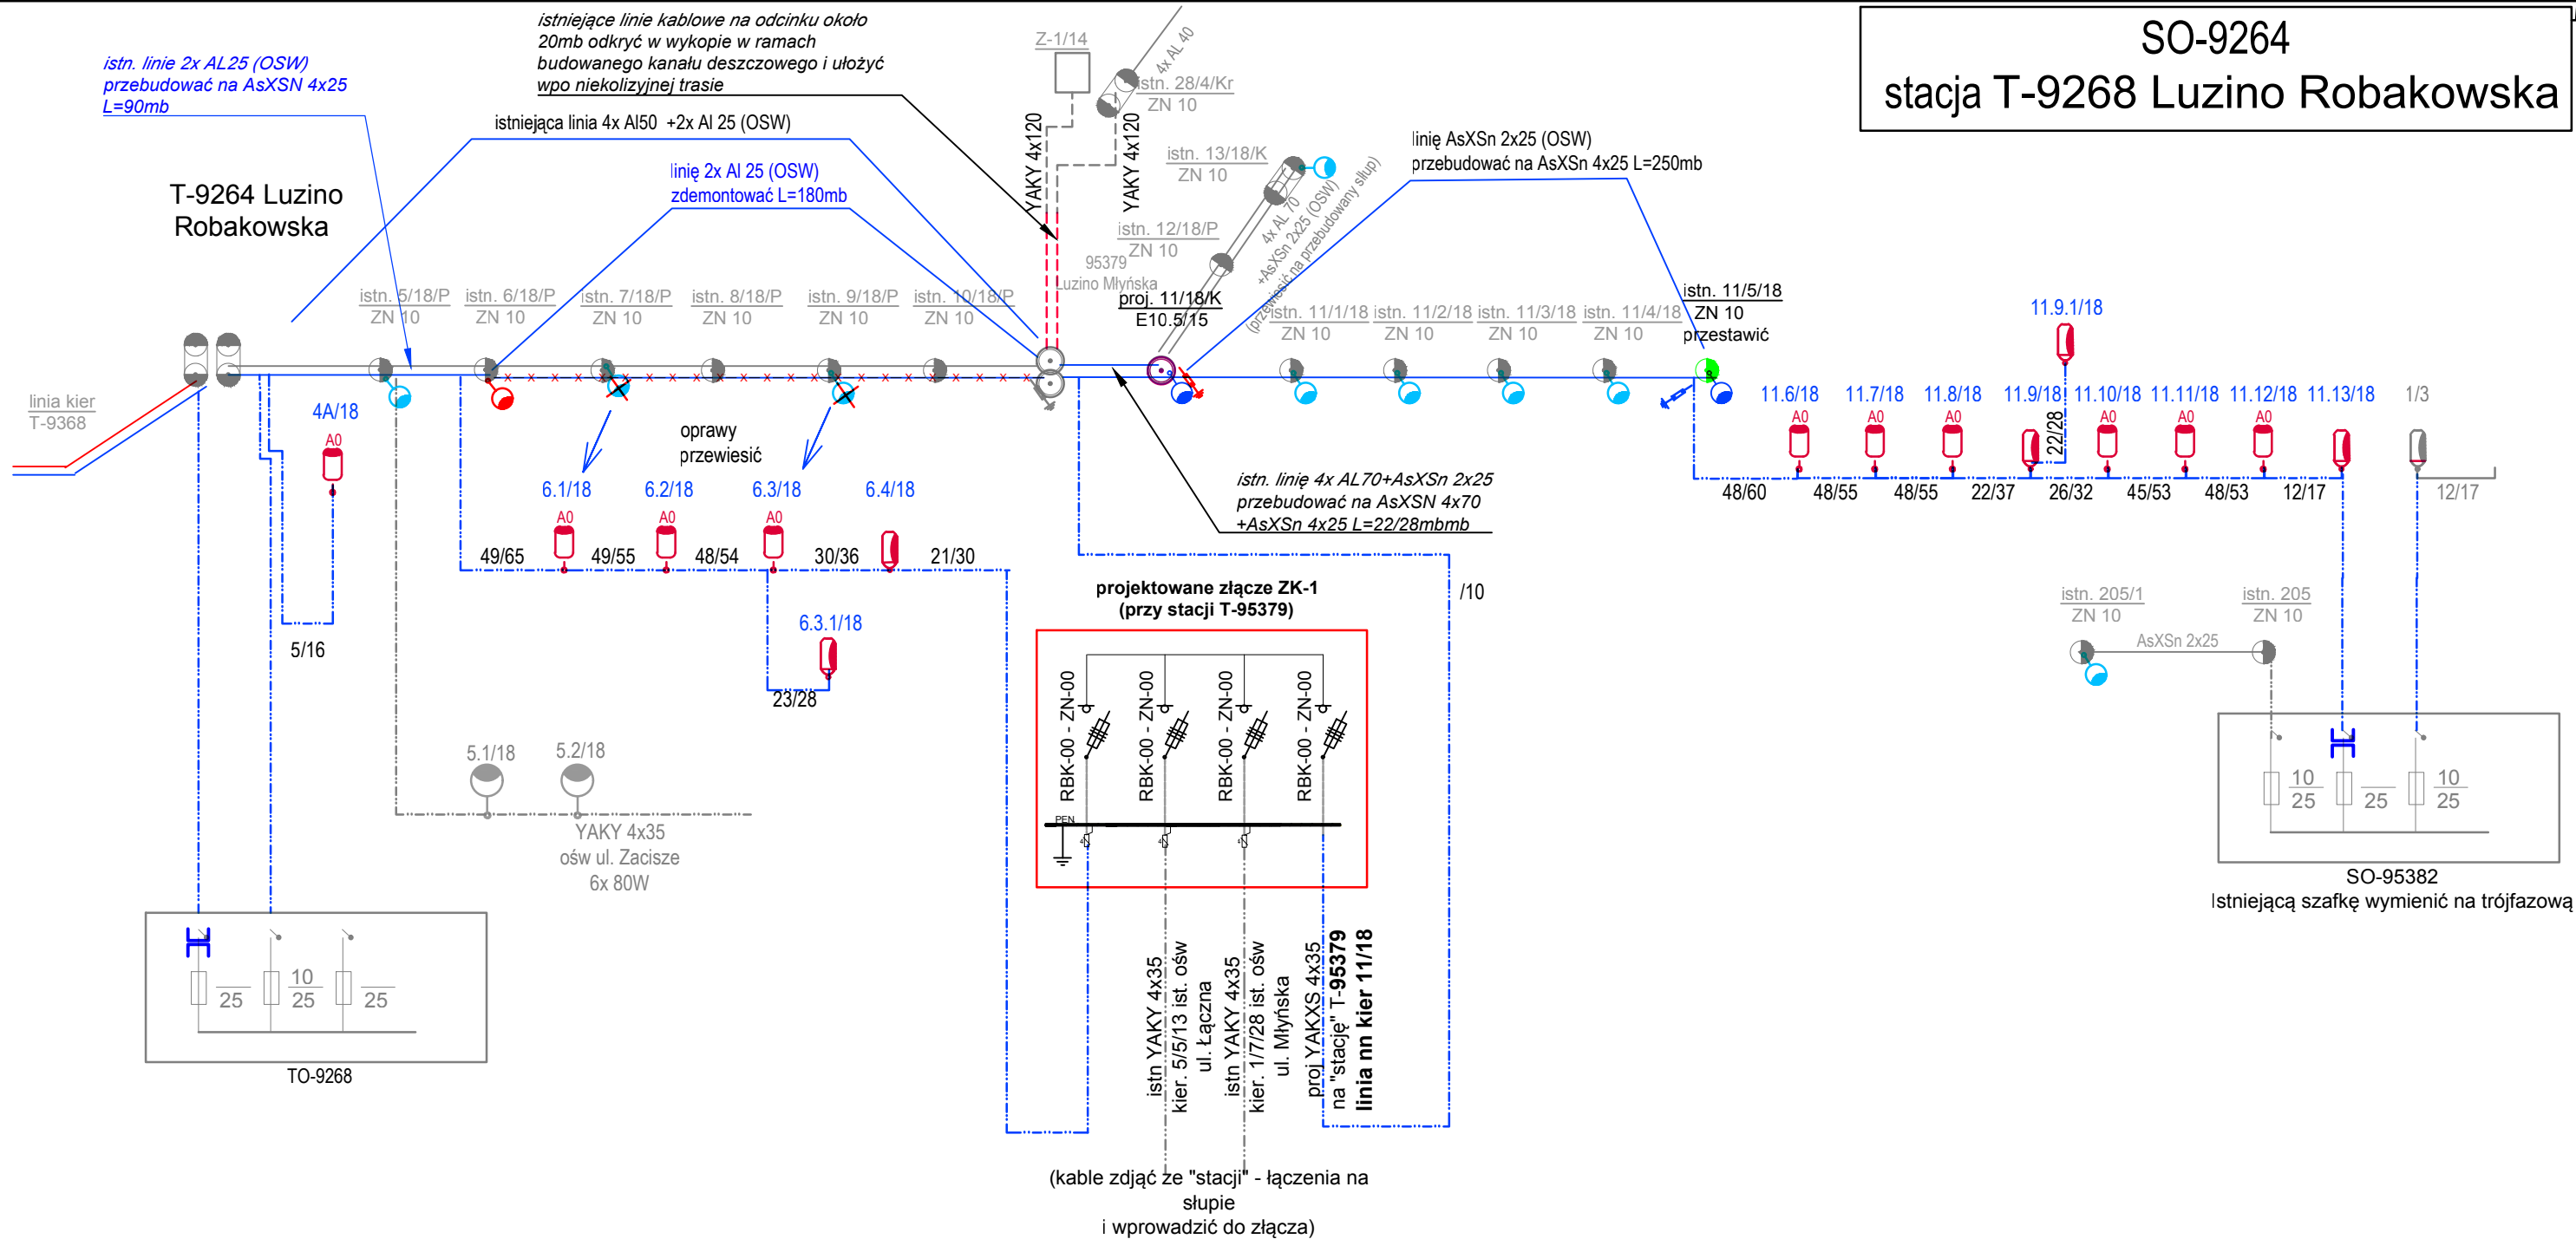 SO-9264
stacja T-9268 Luzino Robakowska
istniejące linie kablowe na odcinku około
20mb odkryć w wykopie w ramach
budowanego kanału deszczowego i ułożyć
wpo niekolizyjnej trasie
istn. linie 2x AL25 (OSW)
przebudować na AsXSN 4x25
L=90mb
istniejąca linia 4x Al50 +2x Al 25 (OSW)
linię 2x Al 25 (OSW)
zdemontować L=180mb
T-9264 Luzino
Robakowska
Z-1/14
4x AL 40
istn. 28/4/Kr
ZN 10
YAKY 4x120
YAKY 4x120
istn. 13/18/K
ZN 10
istn. 12/18/P
ZN 10
4x AL 70
+AsXSn 2x25 (OSW)
(przewiesić na przebudowany słup)
95379
Luzino Młyńska
proj. 11/18/K
E10.5/15
linię AsXSn 2x25 (OSW)
przebudować na AsXSn 4x25 L=250mb
istn. 5/18/P
ZN 10
istn. 6/18/P
ZN 10
istn. 7/18/P
ZN 10
istn. 8/18/P
ZN 10
istn. 9/18/P
ZN 10
istn. 10/18/P
ZN 10
istn. 11/1/18
ZN 10
istn. 11/2/18
ZN 10
istn. 11/3/18
ZN 10
istn. 11/4/18
ZN 10
istn. 11/5/18
ZN 10
przestawić
11.9.1/18
linia kier
T-9368
4A/18
A0
5/16
oprawy
przewiesić
6.1/18
A0
6.2/18
A0
6.3/18
A0
6.4/18
49/65
49/55
48/54
30/36
21/30
6.3.1/18
23/28
istn. linię 4x AL70+AsXSn 2x25
przebudować na AsXSN 4x70
+AsXSn 4x25 L=22/28mbmb
11.6/18
A0
11.7/18
A0
11.8/18
A0
11.9/18
22/28
11.10/18
A0
11.11/18
A0
11.12/18
A0
11.13/18
1/3
48/60
48/55
48/55
22/37
26/32
45/53
48/53
12/17
12/17
/10
projektowane złącze ZK-1
(przy stacji T-95379)
RBK-00 - ZN-00
RBK-00 - ZN-00
RBK-00 - ZN-00
RBK-00 - ZN-00
PEN
istn YAKY 4x35
kier. 5/5/13 ist. ośw
ul. Łączna
istn YAKY 4x35
kier. 1/7/28 ist. ośw
ul. Młyńska
proj YAKXS 4x35
na "stację" T-95379
linia nn kier 11/18
(kable zdjąć ze "stacji" - łączenia na
słupie
i wprowadzić do złącza)
5.1/18
5.2/18
YAKY 4x35
ośw ul. Zacisze
6x 80W
25
10
25
25
TO-9268
istn. 205/1
ZN 10
istn. 205
ZN 10
AsXSn 2x25
10
25
25
10
25
SO-95382
Istniejącą szafkę wymienić na trójfazową